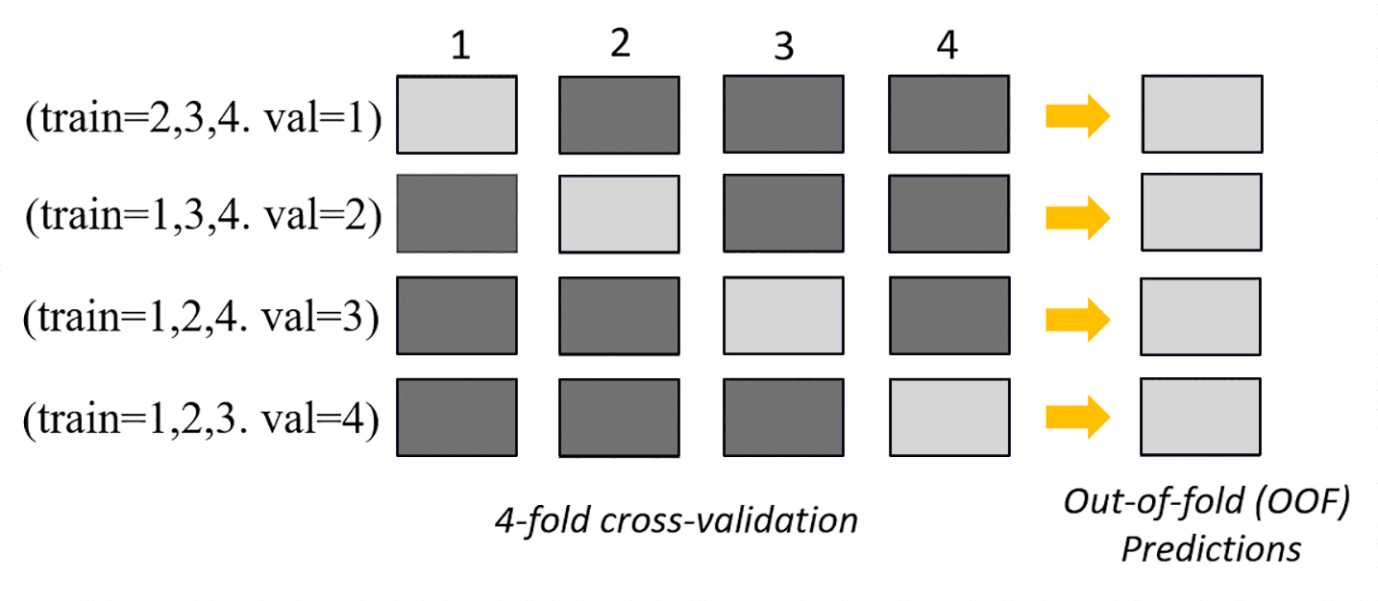 1 2 3 4
(train=2,3,4. val=1)
(train=1,3,4. val=2)
(train=1,2,4. val=3)
(train=1,2,3. val=4)
4-fold cross-validation
Out-of-fold (OOF)
Predictions